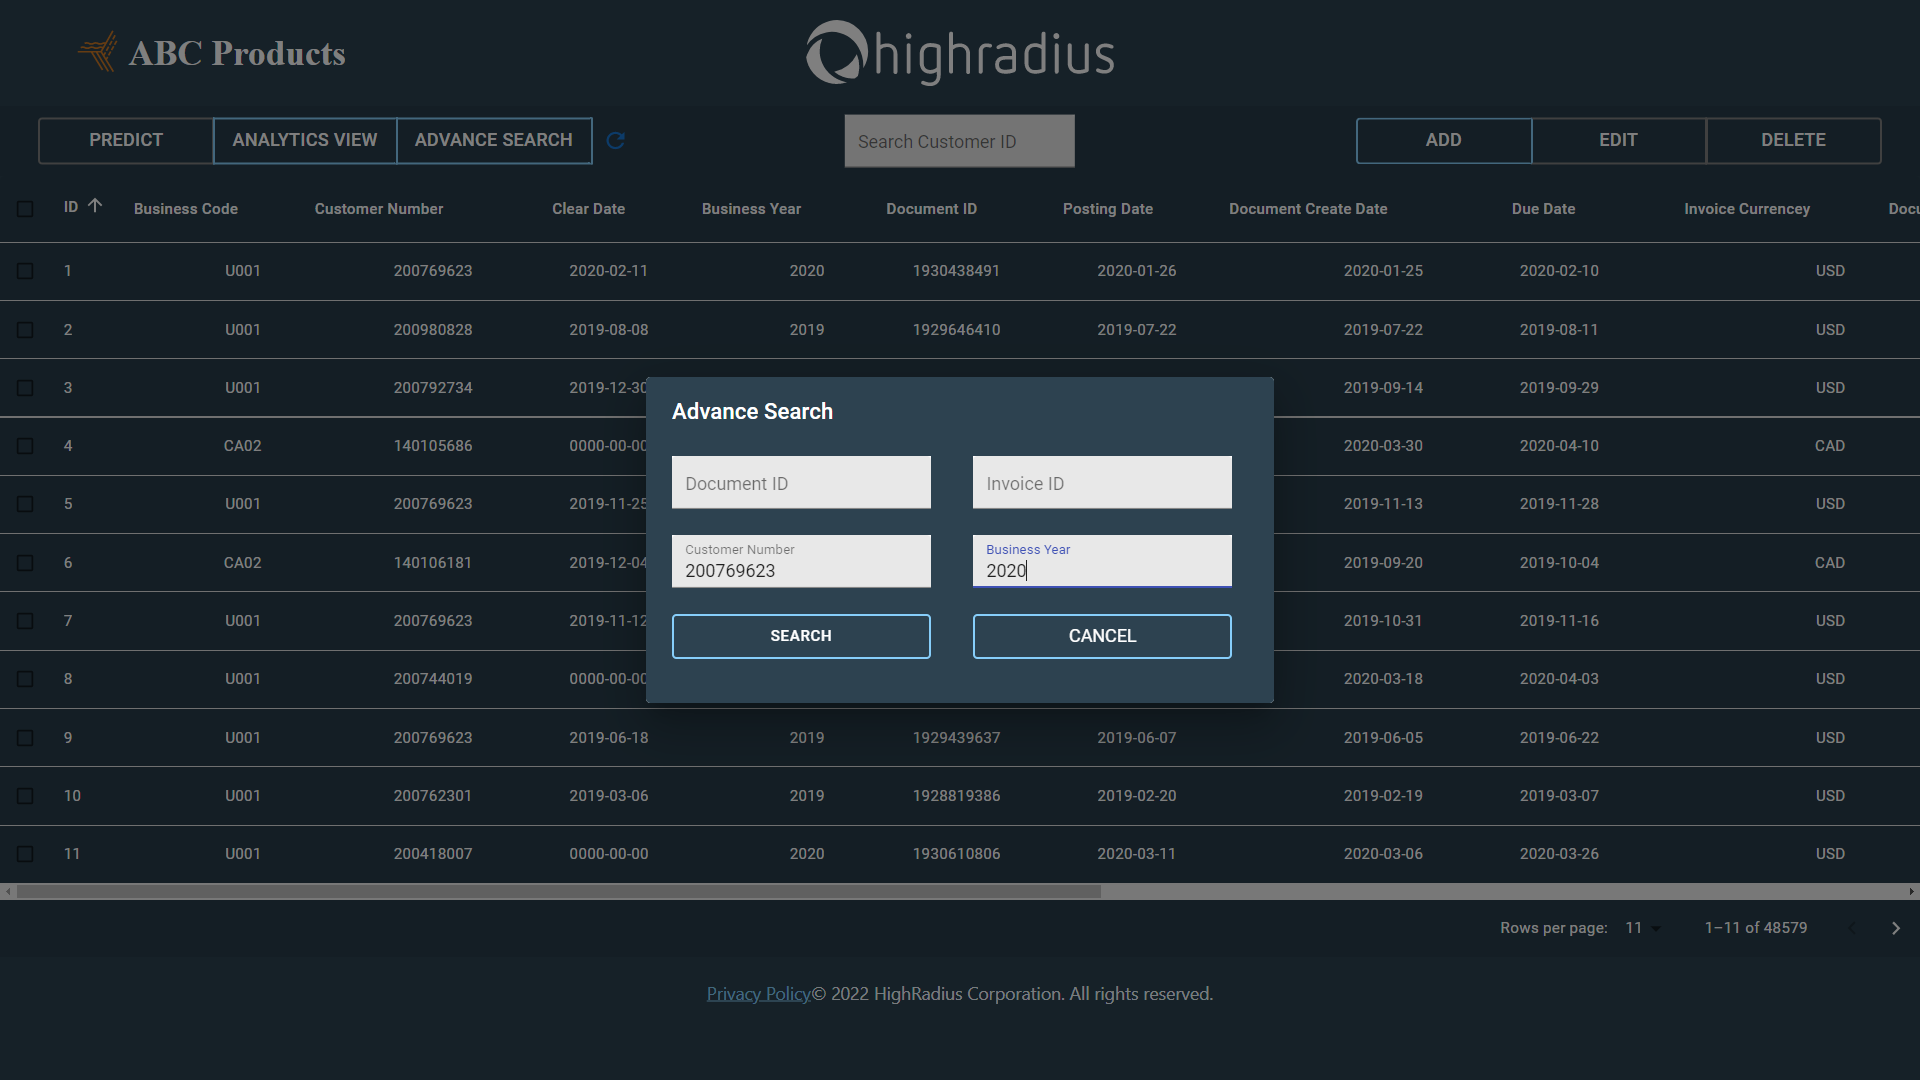 ABC Products
highradius
PREDICT ANALYTICS VIEW ADVANCE SEARCH Search Customer ID ADD EDIT DELETE
ID Business Code Customer Number Clear Date Business Year Document ID Posting Date Document Create Date Due Date Invoice Currencey Docu
1 U001 200769623 2020-02-11 2020 1930438491 2020-01-26 2020-01-25 2020-02-10 USD
2 U001 200980828 2019-08-08 2019 1929646410 2019-07-22 2019-07-22 2019-08-11 USD
3 U001 200792734 2019-12-30 2019-09-14 2019-09-29 USD
4 CA02 140105686 0000-00-00 2020-03-30 2020-04-10 CAD
5 U001 200769623 2019-11-25 2019-11-13 2019-11-28 USD
6 CA02 140106181 2019-12-04 2019-09-20 2019-10-04 CAD
7 U001 200769623 2019-11-12 2019-10-31 2019-11-16 USD
8 U001 200744019 0000-00-00 2020-03-18 2020-04-03 USD
9 U001 200769623 2019-06-18 2019 1929439637 2019-06-07 2019-06-05 2019-06-22 USD
10 U001 200762301 2019-03-06 2019 1928819386 2019-02-20 2019-02-19 2019-03-07 USD
11 U001 200418007 0000-00-00 2020 1930610806 2020-03-11 2020-03-06 2020-03-26 USD
Advance Search
Document ID Invoice ID
Customer Number Business Year
200769623 2020
SEARCH CANCEL
Rows per page: 11 1–11 of 48579
Privacy Policy© 2022 HighRadius Corporation. All rights reserved.